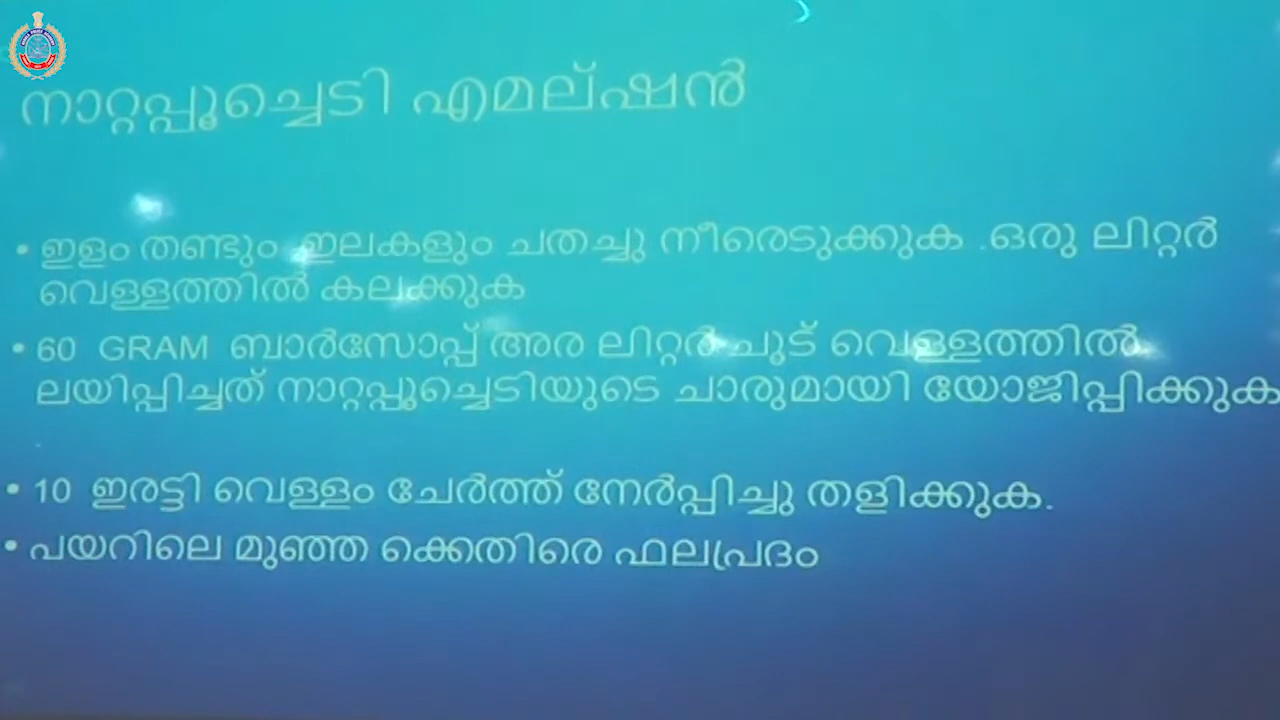 നാറ്റപ്പൂച്ചെടി എമല്ഷൻ
• ഇളം തണ്ടും ഇലകളും ചതച്ചു നീരെടുക്കുക .ഒരു ലിറ്റർ
വെള്ളത്തിൽ കലക്കുക
• 60 GRAM ബാർസോപ്പ് അര ലിറ്റർ ചൂട് വെള്ളത്തിൽ
ലയിപ്പിച്ചത് നാറ്റപ്പൂച്ചെടിയുടെ ചാരുമായി യോജിപ്പിക്കുക
.
• 10 ഇരട്ടി വെള്ളം ചേർത്ത് നേർപ്പിച്ചു തളിക്കുക.
• പയറിലെ മുഞ്ഞ ക്കെതിരെ ഫലപ്രദം